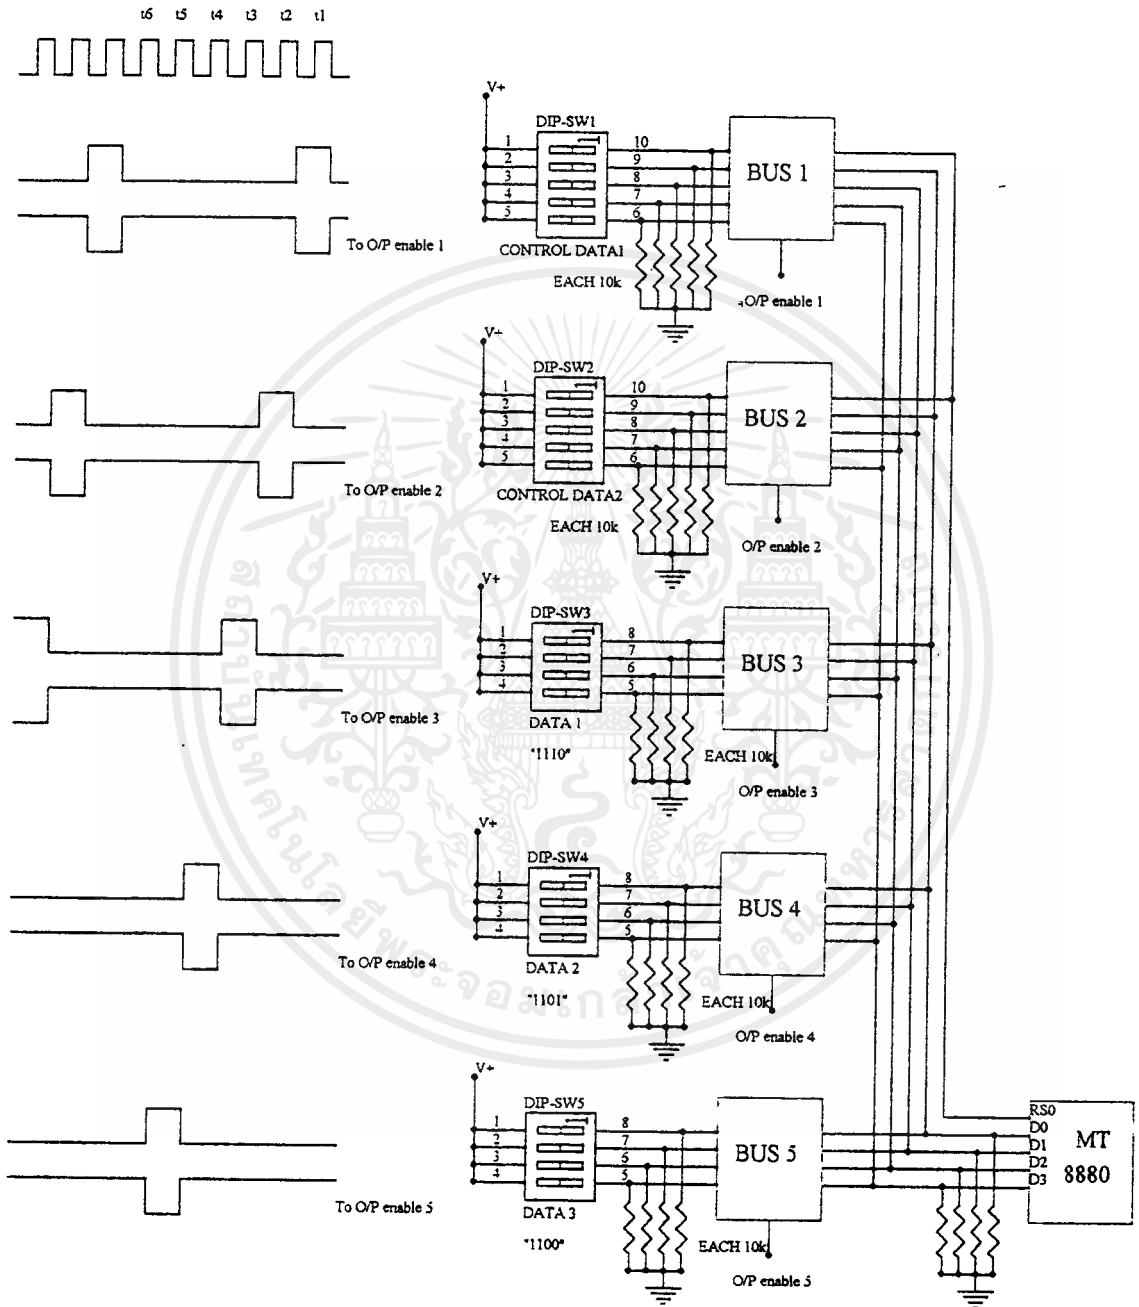 t6 t5 t4 t3 t2 t1
V+
DIP-SW1
1 10
2 9
3 8
4 7
5 6
BUS 1
To O/P enable 1
CONTROL DATA1
EACH 10k
O/P enable 1
V+
DIP-SW2
1 10
2 9
3 8
4 7
5 6
BUS 2
To O/P enable 2
CONTROL DATA2
EACH 10k
O/P enable 2
V+
DIP-SW3
1 8
2 7
3 6
4 5
BUS 3
To O/P enable 3
DATA 1
"1110"
EACH 10k
O/P enable 3
V+
DIP-SW4
1 8
2 7
3 6
4 5
BUS 4
To O/P enable 4
DATA 2
"1101"
EACH 10k
O/P enable 4
V+
DIP-SW5
1 8
2 7
3 6
4 5
BUS 5
RS0
D0
D1
D2
D3
MT
8880
To O/P enable 5
DATA 3
"1100"
EACH 10k
O/P enable 5